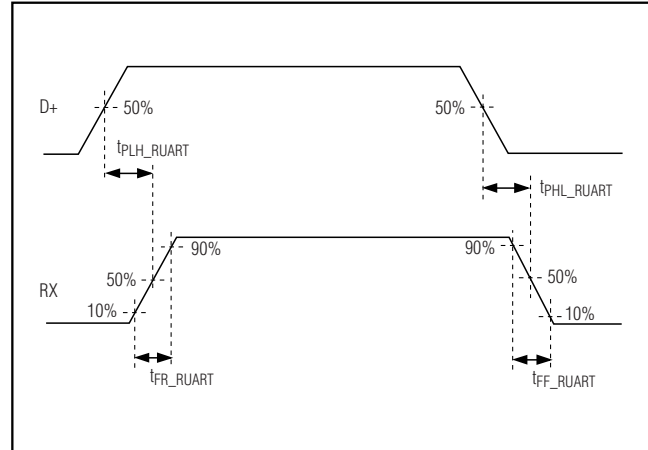 D+
50%
50%
tPLH_RUART
tPHL_RUART
90%
90%
RX
50%
50%
10%
10%
tFR_RUART
tFF_RUART